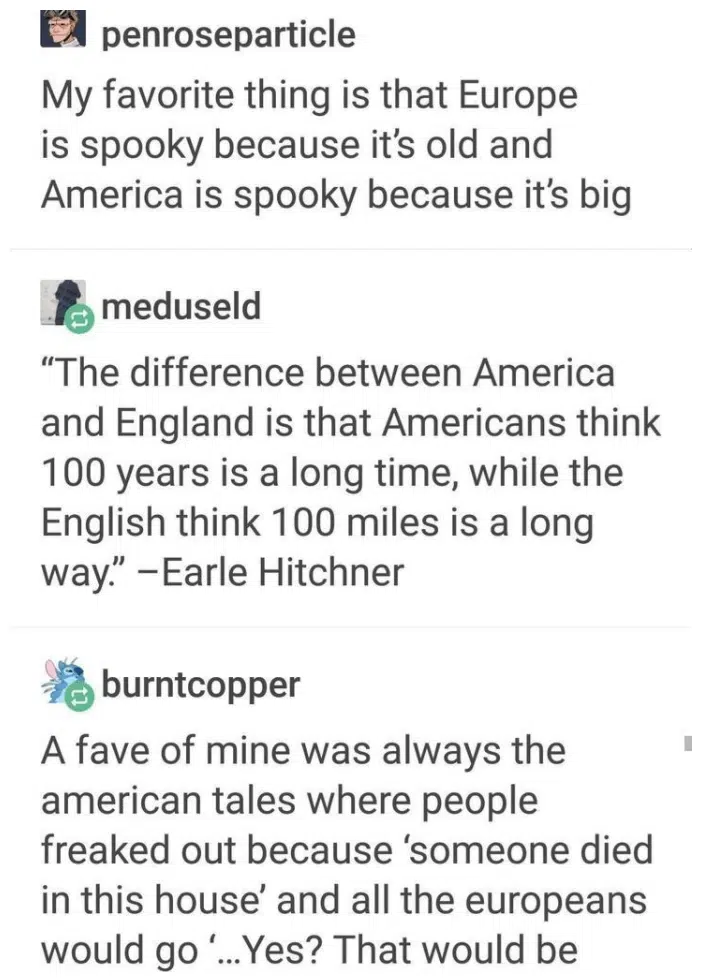 penroseparticle
My favorite thing is that Europe
is spooky because it's old and
America is spooky because it's big
meduseld
“The difference between America
and England is that Americans think
100 years is a long time, while the
English think 100 miles is a long
way.” –Earle Hitchner
burntcopper
A fave of mine was always the
american tales where people
freaked out because ‘someone died
in this house’ and all the europeans
would go ‘...Yes? That would be